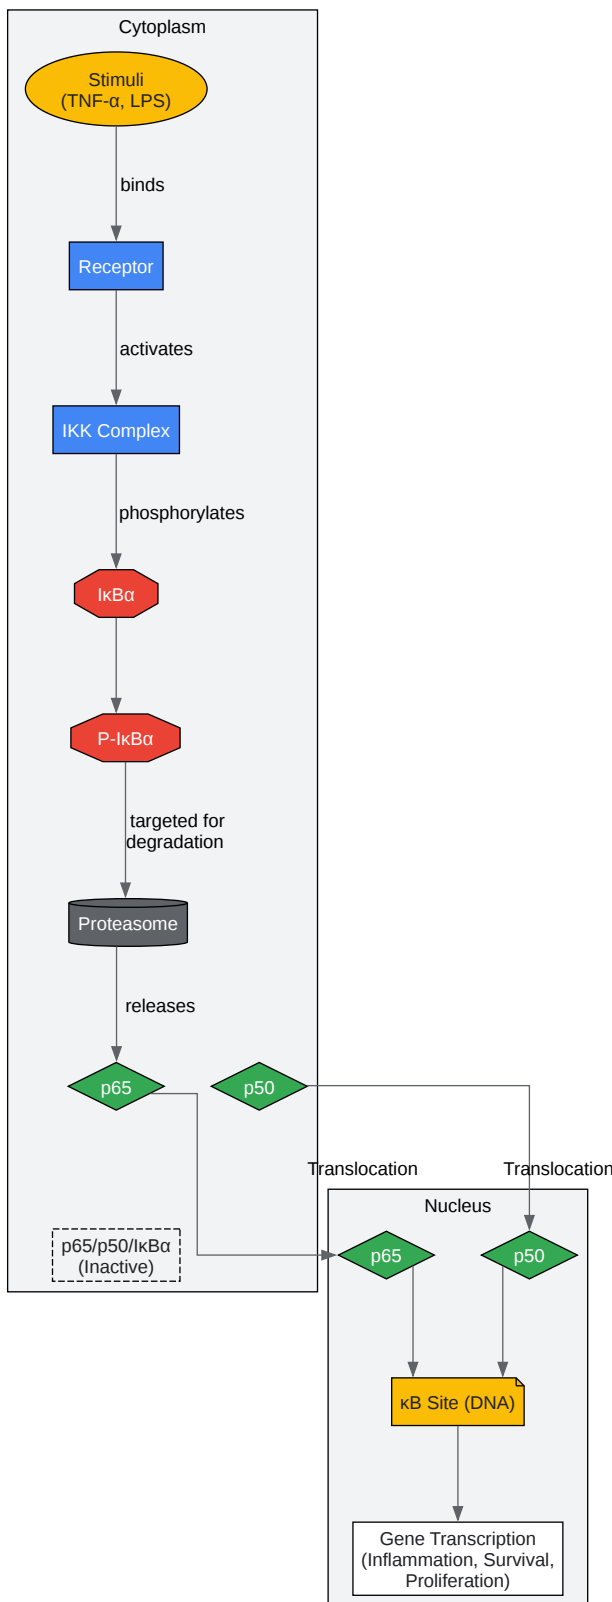 Cytoplasm
Stimuli
(TNF-α, LPS)
binds
Receptor
activates
IKK Complex
phosphorylates
IκBα
P-IκBα
targeted for
degradation
Proteasome
releases
p65
p50
Translocation
Translocation
Nucleus
p65/p50/IκBα
(Inactive)
p65
p50
κB Site (DNA)
Gene Transcription
(Inflammation, Survival,
Proliferation)